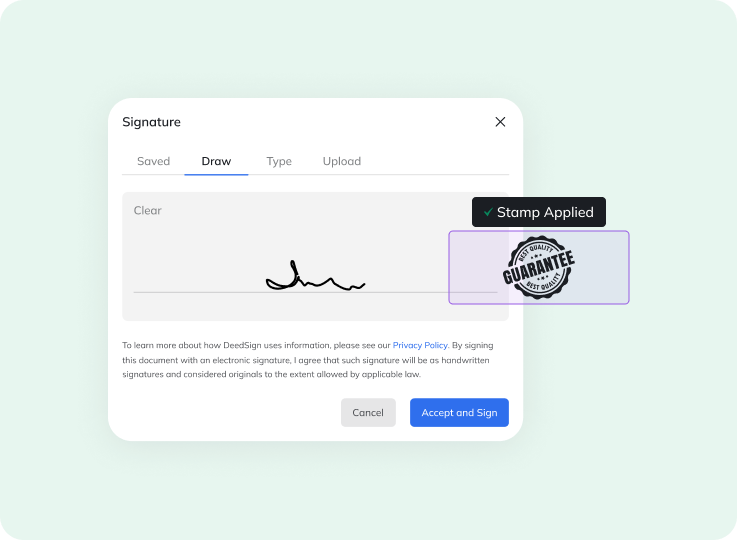 Signature
Saved Draw Type Upload
Clear
Stamp Applied
BEST QUALITY
GUARANTEE
BEST QUALITY
To learn more about how DeedSign uses information, please see our Privacy Policy. By signing
this document with an electronic signature, I agree that such signature will be as handwritten
signatures and considered originals to the extent allowed by applicable law.
Cancel Accept and Sign